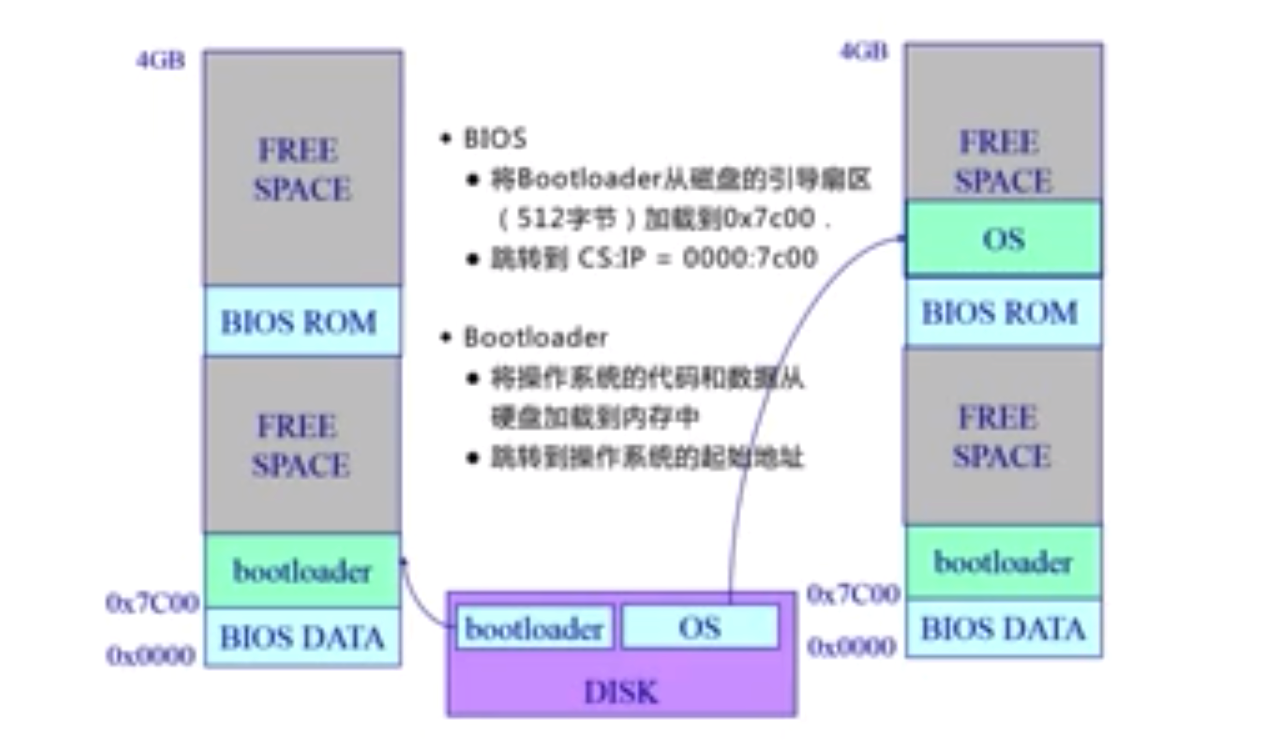 4GB
FREE
SPACE
BIOS ROM
FREE
SPACE
bootloader
0x7C00
BIOS DATA
0x0000
• BIOS
● 将Bootloader从磁盘的引导扇区
（512字节）加载到0x7c00 .
● 跳转到 CS:IP = 0000:7c00
• Bootloader
● 将操作系统的代码和数据从
硬盘加载到内存中
● 跳转到操作系统的起始地址
bootloader
OS
DISK
4GB
FREE
SPACE
OS
BIOS ROM
FREE
SPACE
bootloader
0x7C00
BIOS DATA
0x0000